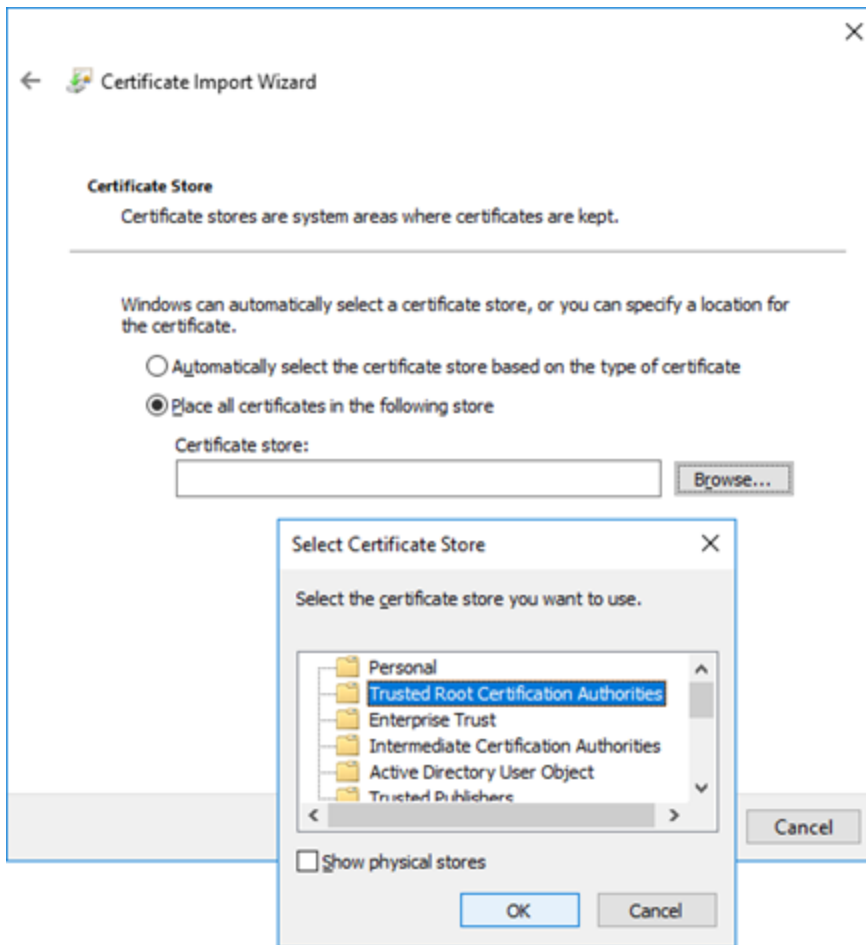 Certificate Import Wizard
Certificate Store
Certificate stores are system areas where certificates are kept.
Windows can automatically select a certificate store, or you can specify a location for
the certificate.
Automatically select the certificate store based on the type of certificate
Place all certificates in the following store
Certificate store:
Browse...
Select Certificate Store
Select the certificate store you want to use.
Personal
Trusted Root Certification Authorities
Enterprise Trust
Intermediate Certification Authorities
Active Directory User Object
Trusted Publishers
Cancel
Show physical stores
OK
Cancel